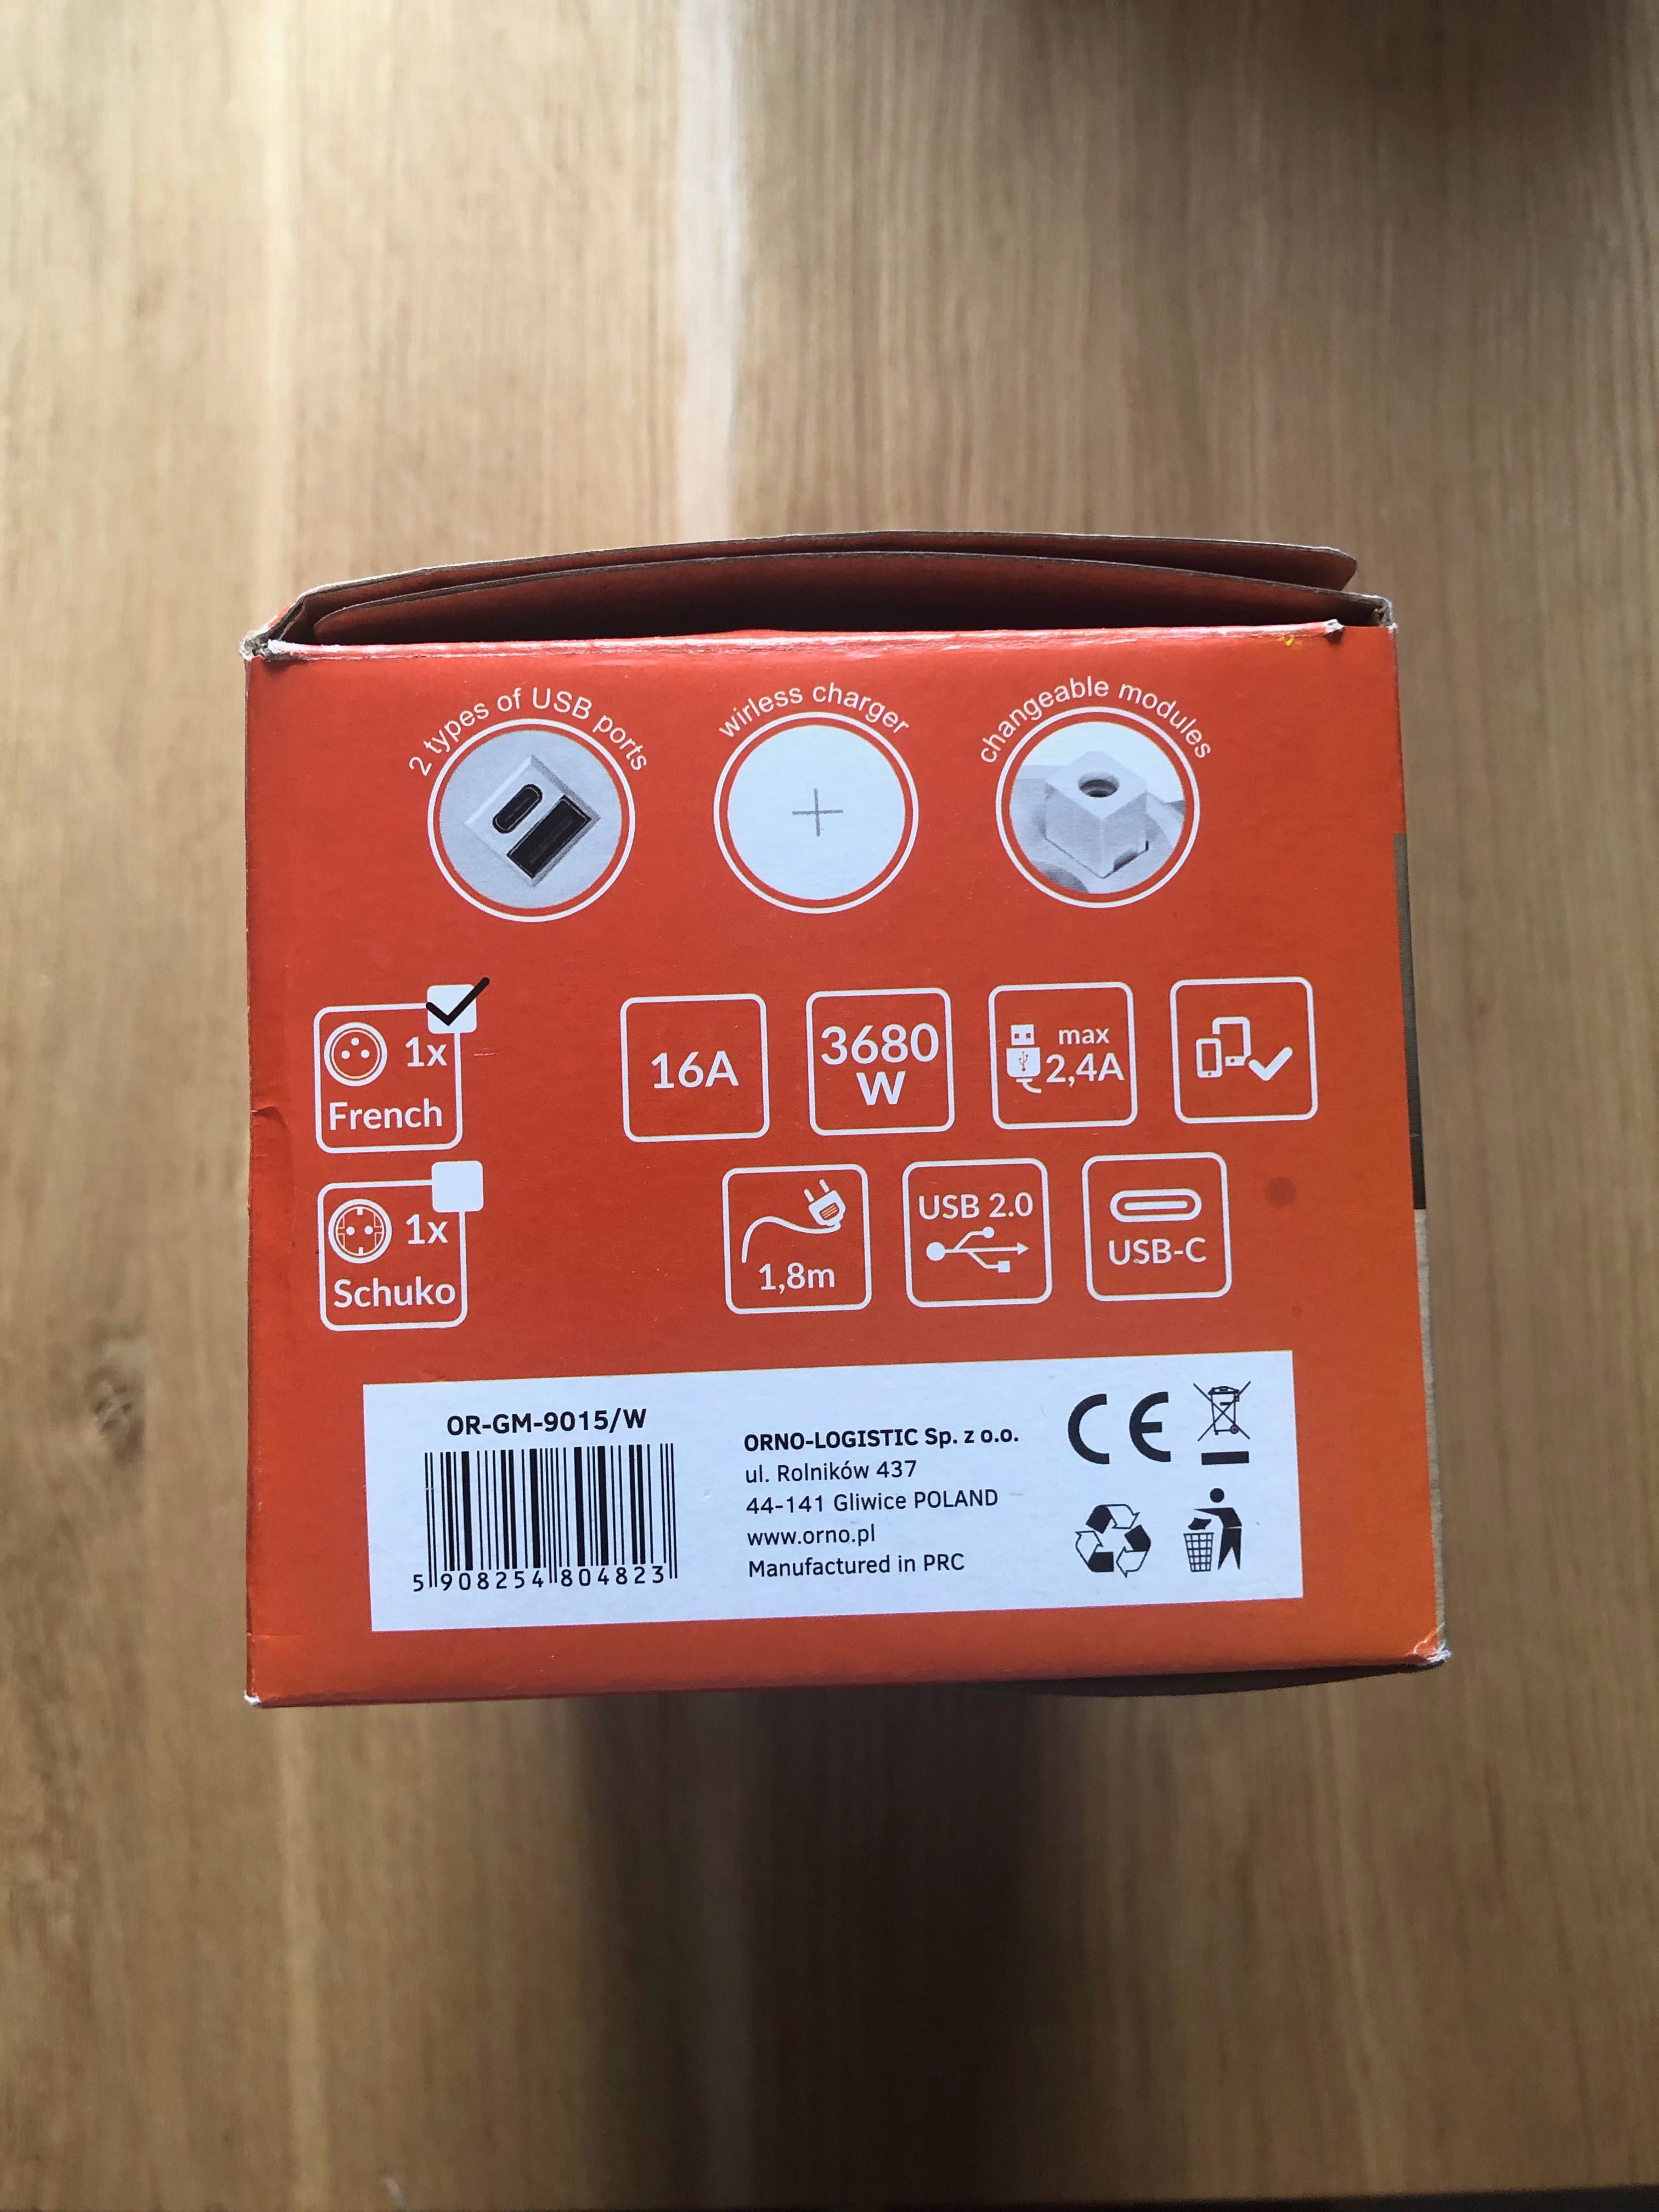 2 types of USB ports
wirless charger
changeable modules
1x
French
16A
3680
W
max
2,4A
1x
Schuko
1,8m
USB 2.0
USB-C
OR-GM-9015/W
5 908254 804823
ORNO-LOGISTIC Sp. z o.o.
ul. Rolników 437
44-141 Gliwice POLAND
www.orno.pl
Manufactured in PRC
CE